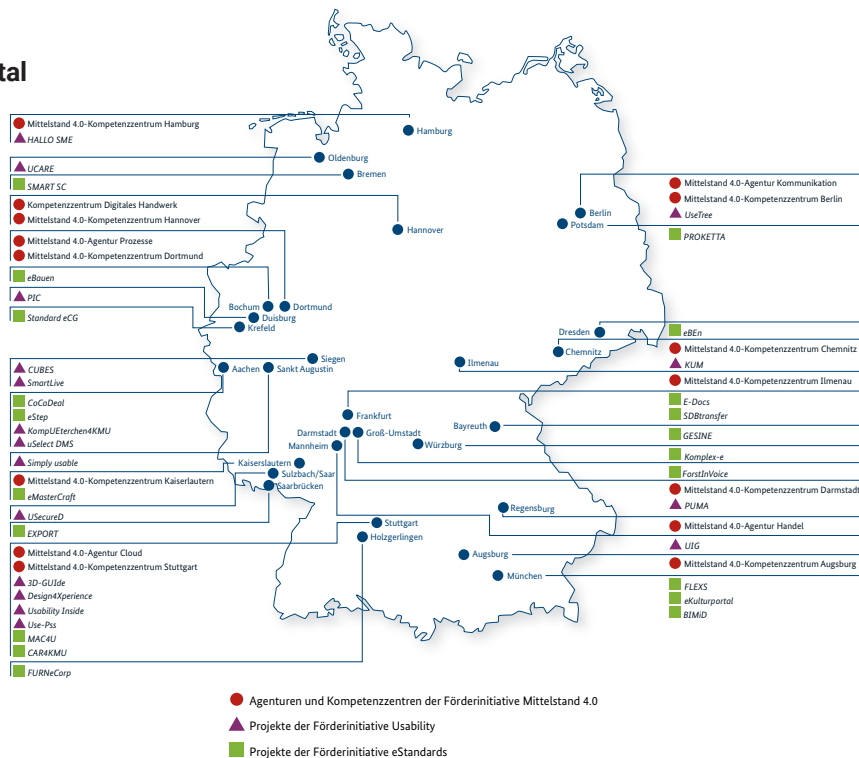 tal
Mittelstand 4.0-Kompetenzzentrum Hamburg
HALLO SME
UCARE
SMART SC
Kompetenzzentrum Digitales Handwerk
Mittelstand 4.0-Kompetenzzentrum Hannover
Mittelstand 4.0-Agentur Prozesse
Mittelstand 4.0-Kompetenzzentrum Dortmund
eBauen
PIC
Standard eCG
CUBES
SmartLive
CoCoDeal
eStep
KompUEterchen4KMU
uSelect DMS
Simply usable
Mittelstand 4.0-Kompetenzzentrum Kaiserlautern
eMasterCraft
USecureD
EXPORT
Mittelstand 4.0-Agentur Cloud
Mittelstand 4.0-Kompetenzzentrum Stuttgart
3D-GUIde
Design4Xperience
Usability Inside
Use-Pss
MAC4U
CAR4KMU
FURNeCorp
Hamburg
Oldenburg
Bremen
Hannover
Berlin
Potsdam
Bochum
Dortmund
Duisburg
Krefeld
Siegen
Aachen
Sankt Augustin
Dresden
Chemnitz
Ilmenau
Frankfurt
Darmstadt
Groß-Umstadt
Mannheim
Bayreuth
Würzburg
Kaiserslautern
Sulzbach/Saar
Saarbrücken
Regensburg
Stuttgart
Holzgerlingen
Augsburg
München
Mittelstand 4.0-Agentur Kommunikation
Mittelstand 4.0-Kompetenzzentrum Berlin
UseTree
PROKETTA
eBEn
Mittelstand 4.0-Kompetenzzentrum Chemnitz
KUM
Mittelstand 4.0-Kompetenzzentrum Ilmenau
E-Docs
SDBtransfer
GESINE
Komplex-e
ForstInVoice
Mittelstand 4.0-Kompetenzzentrum Darmstadt
PUMA
Mittelstand 4.0-Agentur Handel
UIG
Mittelstand 4.0-Kompetenzzentrum Augsburg
FLEXS
eKulturportal
BIMiD
Agenturen und Kompetenzzentren der Förderinitiative Mittelstand 4.0
Projekte der Förderinitiative Usability
Projekte der Förderinitiative eStandards